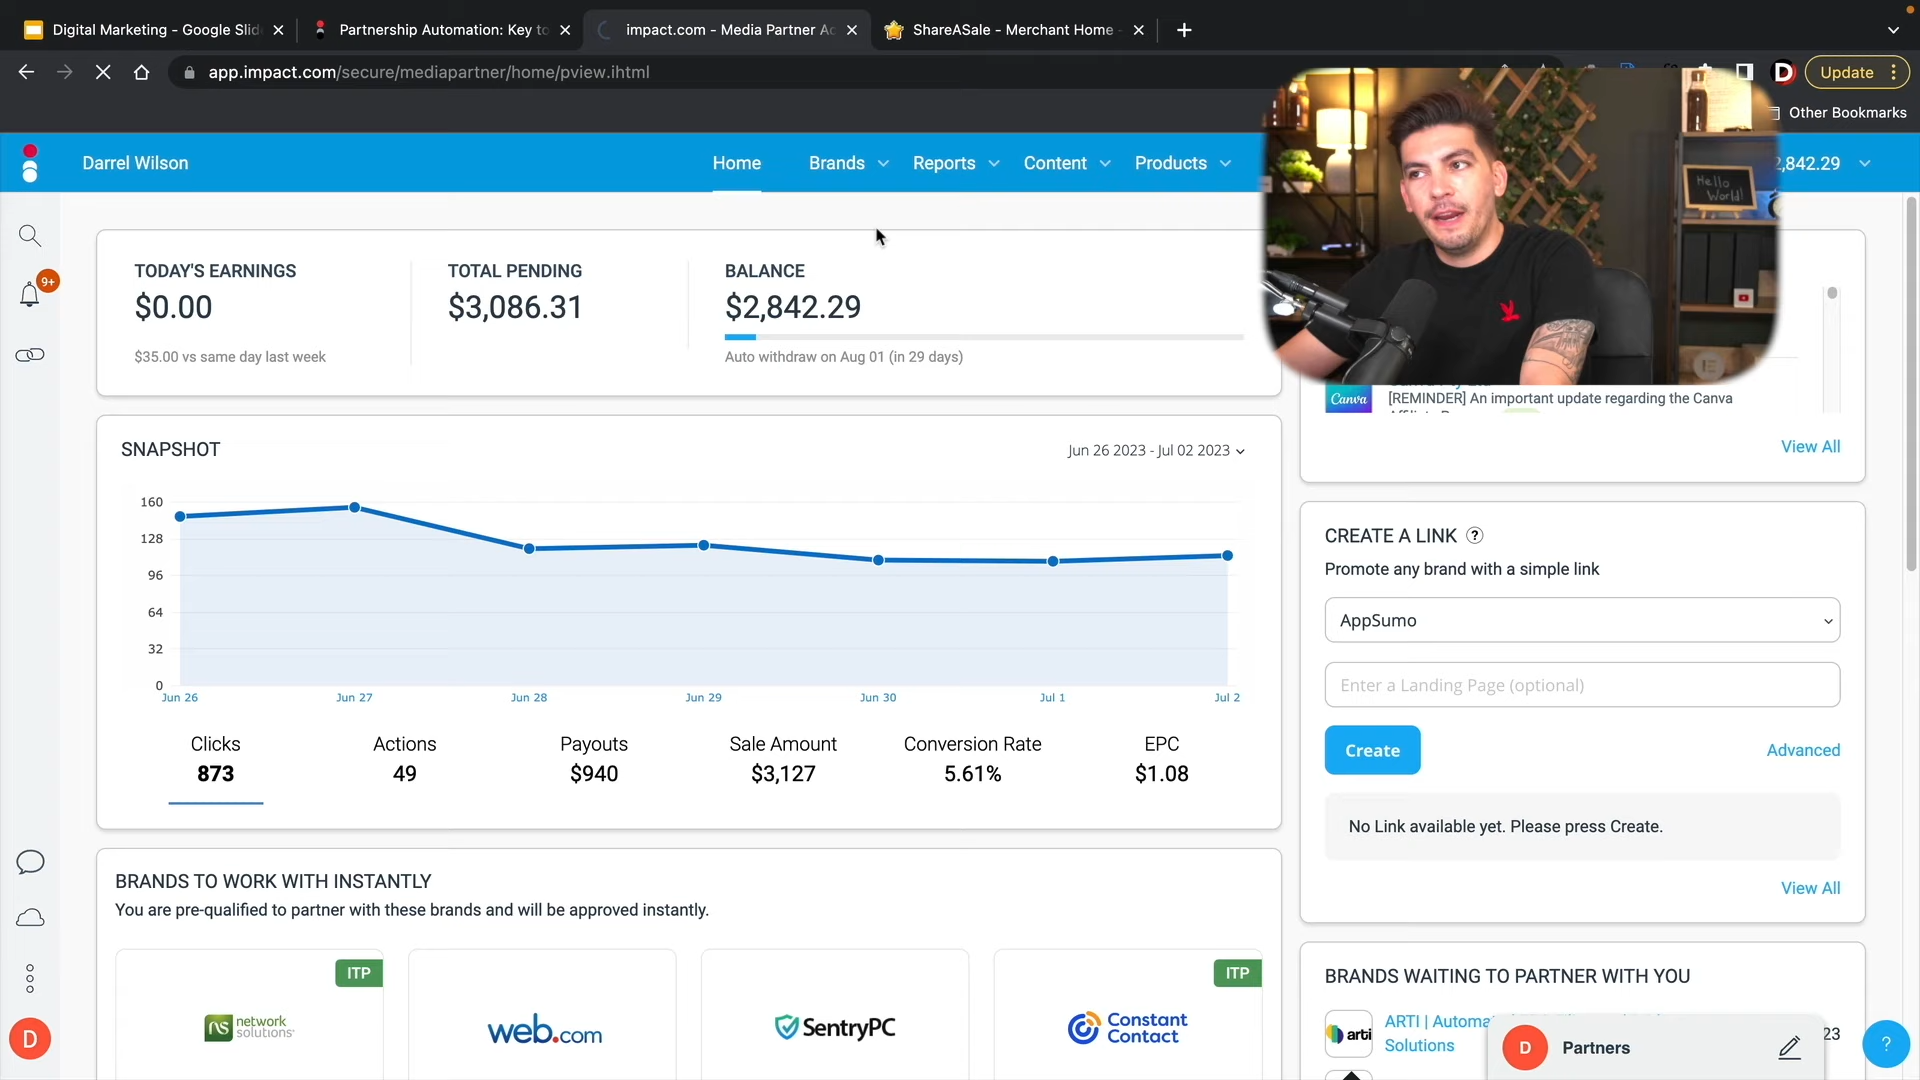 Digital Marketing - Google Slid
Partnership Automation: Key to
impact.com - Media Partner Ac
ShareASale - Merchant Home -
app.impact.com/secure/mediapartner/home/pview.ihtml
D
Update
Other Bookmarks
Darrel Wilson
Home
Brands
Reports
Content
Products
2,842.29
Hello World!
9+
TODAY'S EARNINGS
$0.00
$35.00 vs same day last week
TOTAL PENDING
$3,086.31
BALANCE
$2,842.29
Auto withdraw on Aug 01 (in 29 days)
Canva
[REMINDER] An important update regarding the Canva
View All
SNAPSHOT
Jun 26 2023 - Jul 02 2023
160
128
96
64
32
0
Jun 26
Jun 27
Jun 28
Jun 29
Jun 30
Jul 1
Jul 2
Clicks
873
Actions
49
Payouts
$940
Sale Amount
$3,127
Conversion Rate
5.61%
EPC
$1.08
CREATE A LINK ?
Promote any brand with a simple link
AppSumo
Enter a Landing Page (optional)
Create
Advanced
No Link available yet. Please press Create.
View All
BRANDS TO WORK WITH INSTANTLY
You are pre-qualified to partner with these brands and will be approved instantly.
ITP
ns network solutions
web.com
SentryPC
ITP
Constant Contact
BRANDS WAITING TO PARTNER WITH YOU
arti
ARTI | Automa
Solutions
23
D
Partners
?
D